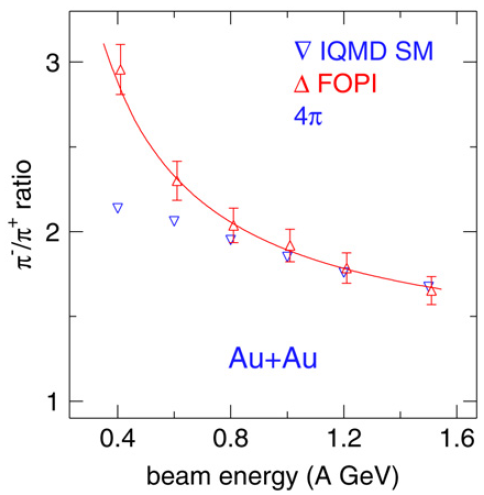 3
2
1
π⁻/π⁺ ratio
∇ IQMD SM
Δ FOPI
4π
Au+Au
0.4 0.8 1.2 1.6
beam energy (A GeV)